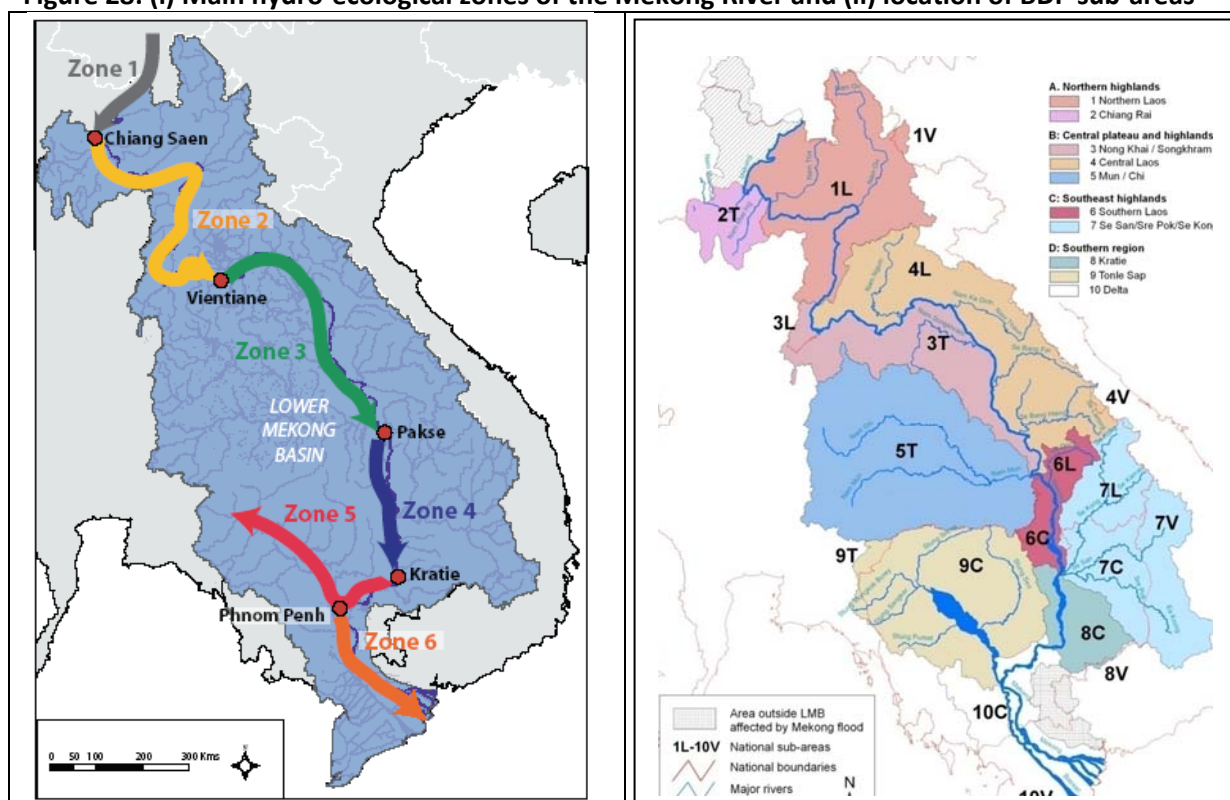 Figure 28: (i) Main hydro-ecological zones of the Mekong River and (ii) location of BDP sub-areas
Zone 1
Chiang Saen
Zone 2
Vientiane
Zone 3
LOWER
MEKONG
BASIN
Pakse
Zone 5
Zone 4
Kratie
Phnom Penh
Zone 6
0 50 100 200 300 Kms
A. Northern highlands
1 Northern Laos
2 Chiang Rai
B: Central plateau and highlands
3 Nong Khai / Songkhram
4 Central Laos
5 Mun / Chi
C: Southeast highlands
6 Southern Laos
7 Se San/Sre Pok/Se Kong
D: Southern region
8 Kratie
9 Tonle Sap
10 Delta
1V
1L
2T
4L
3L
3T
4V
5T
6L
7L
7V
6C
9T
9C
7C
8C
8V
10C
10V
Area outside LMB
affected by Mekong flood
1L-10V National sub-areas
National boundaries
Major rivers
N